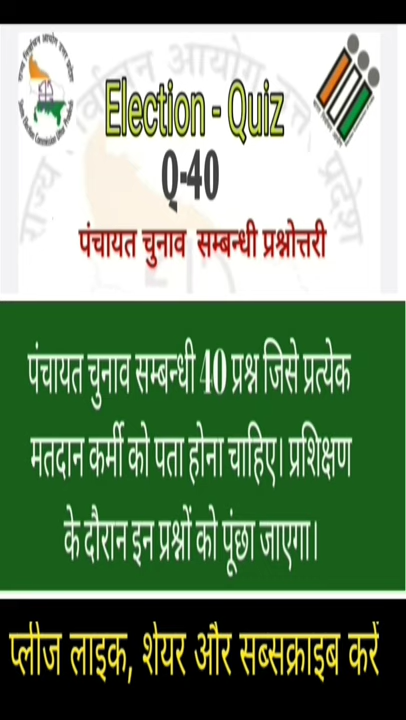 Election - Quiz
Q-40
पंचायत चुनाव सम्बन्धी प्रश्नोत्तरी
पंचायत चुनाव सम्बन्धी 40 प्रश्न जिसे प्रत्येक
मतदान कर्मी को पता होना चाहिए। प्रशिक्षण
के दौरान इन प्रश्नों को पूंछा जाएगा।
प्लीज लाइक, शेयर और सब्सक्राइब करें